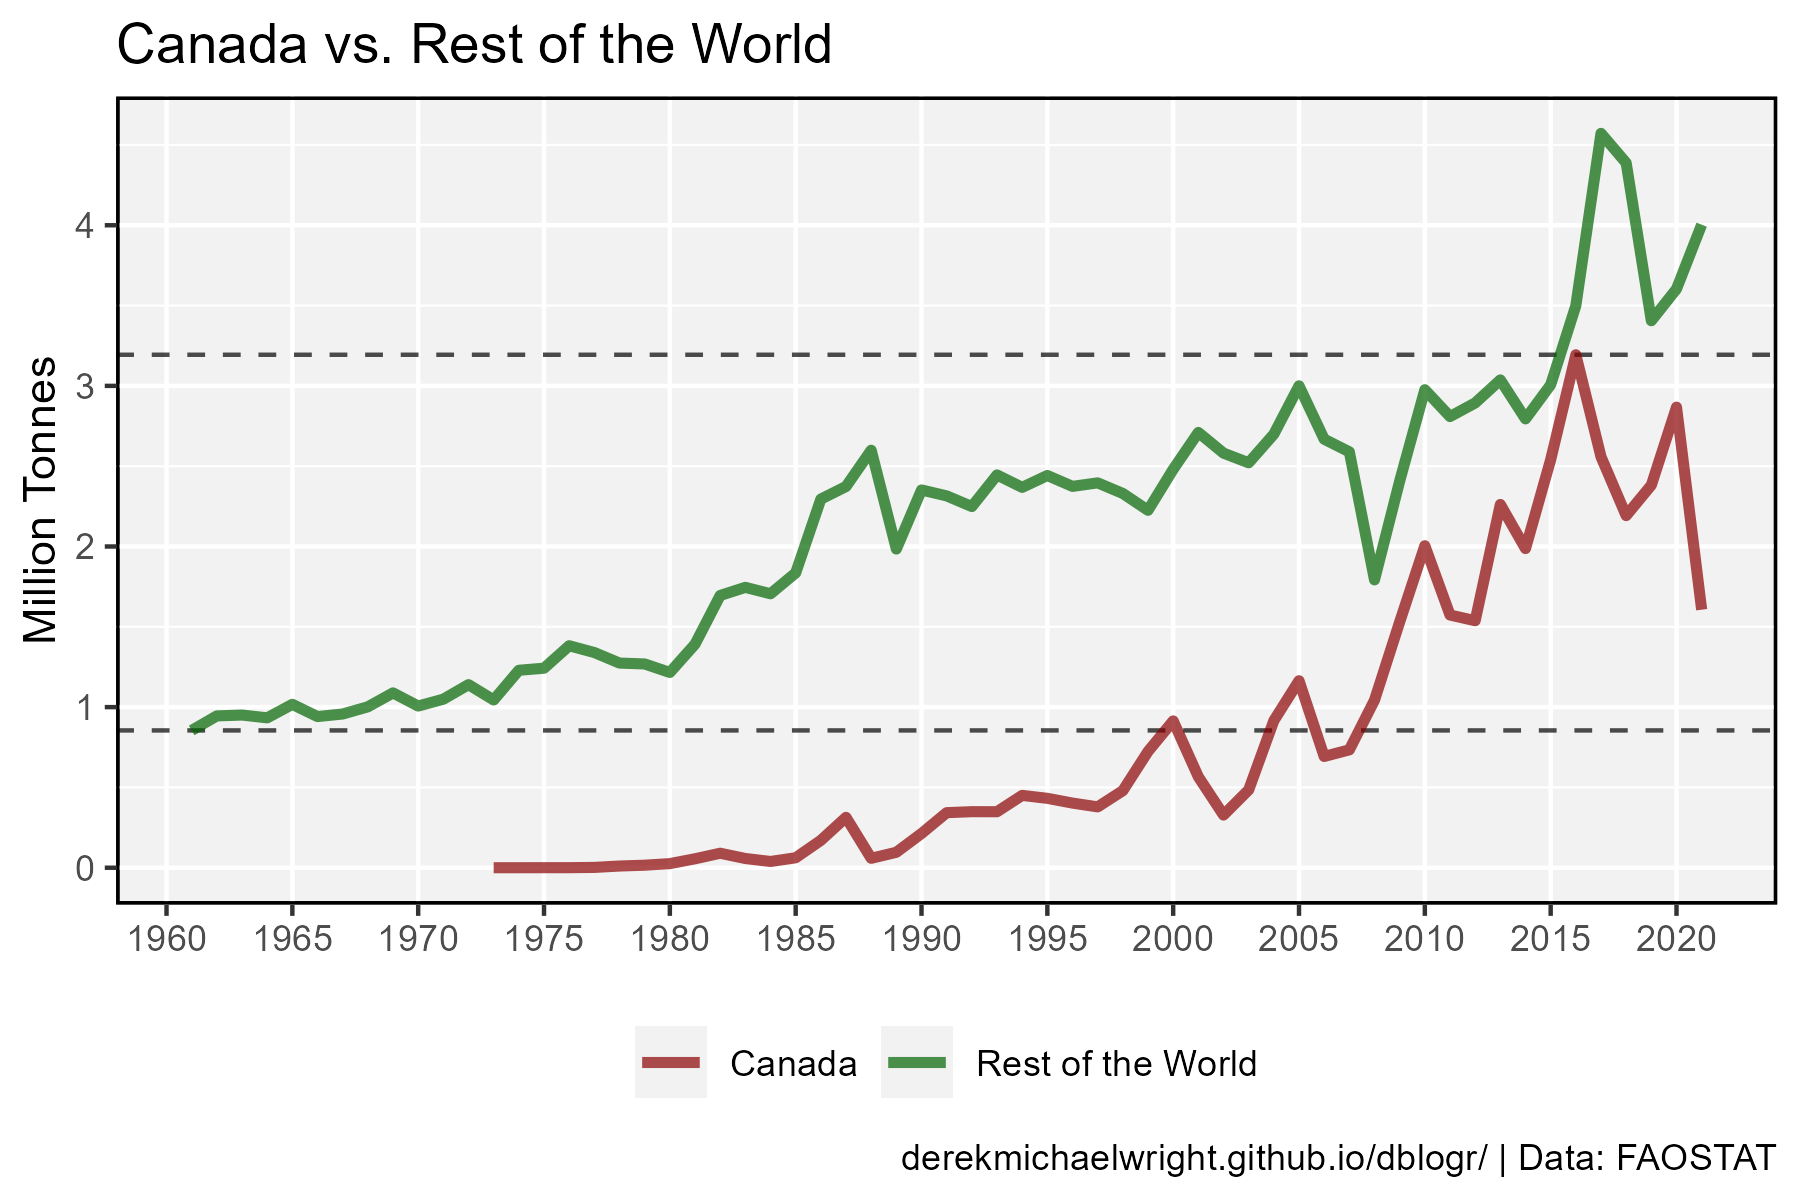 Canada vs. Rest of the World
Million Tonnes
4
3
2
1
0
1960 1965 1970 1975 1980 1985 1990 1995 2000 2005 2010 2015 2020
Canada Rest of the World
derekmichaelwright.github.io/dblogr/ | Data: FAOSTAT